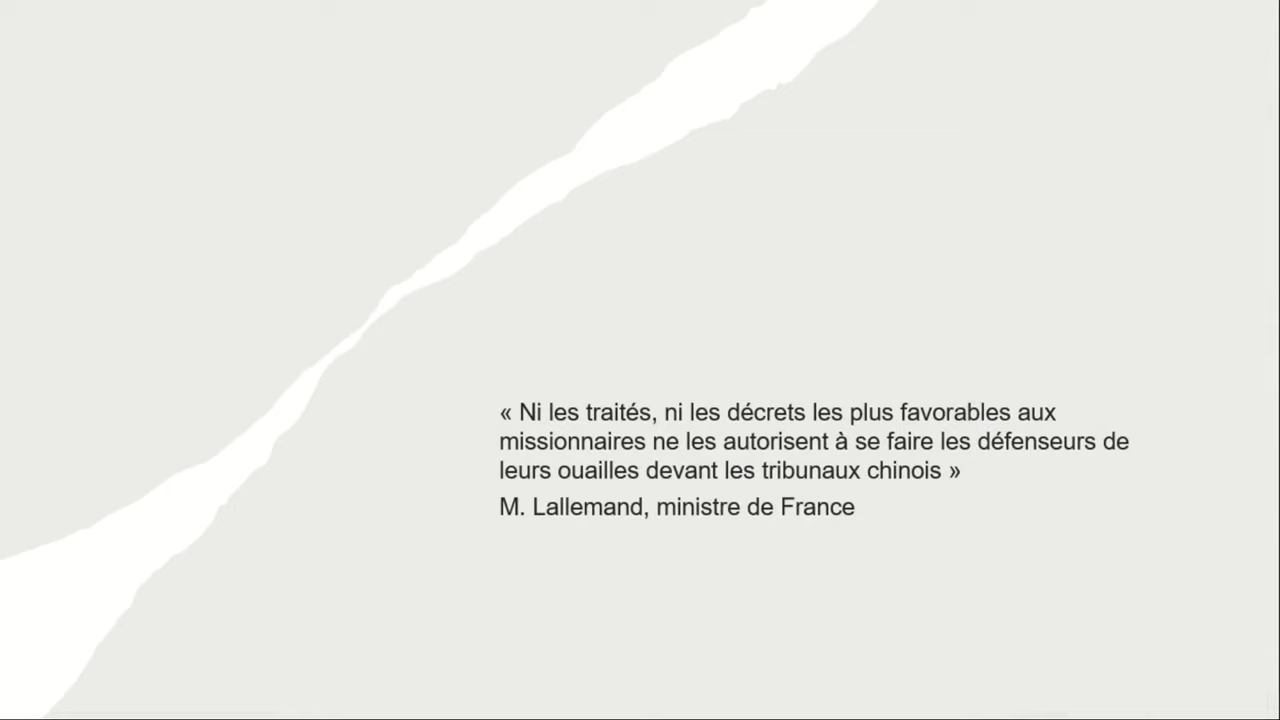 « Ni les traités, ni les décrets les plus favorables aux
missionnaires ne les autorisent à se faire les défenseurs de
leurs ouailles devant les tribunaux chinois »
M. Lallemand, ministre de France